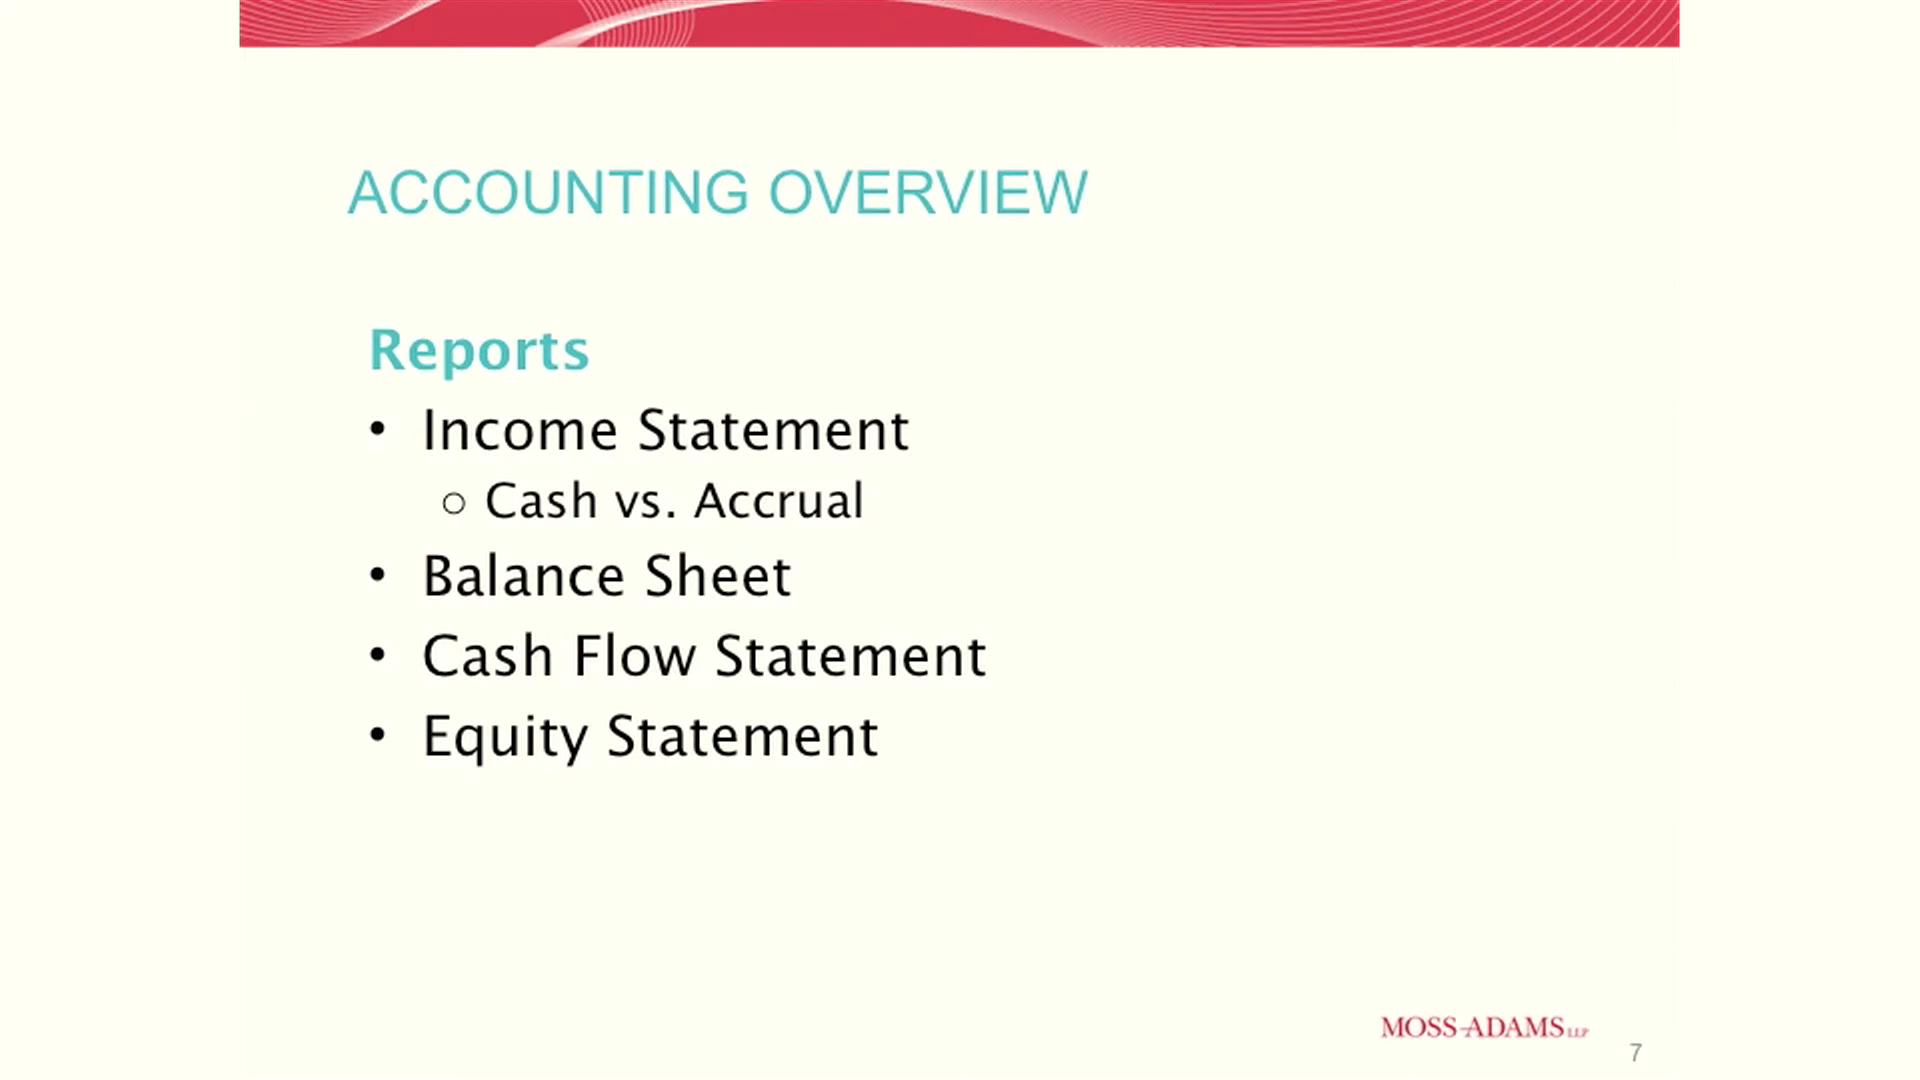 ACCOUNTING OVERVIEW
Reports
• Income Statement
○ Cash vs. Accrual
• Balance Sheet
• Cash Flow Statement
• Equity Statement
MOSS-ADAMS LLP
7